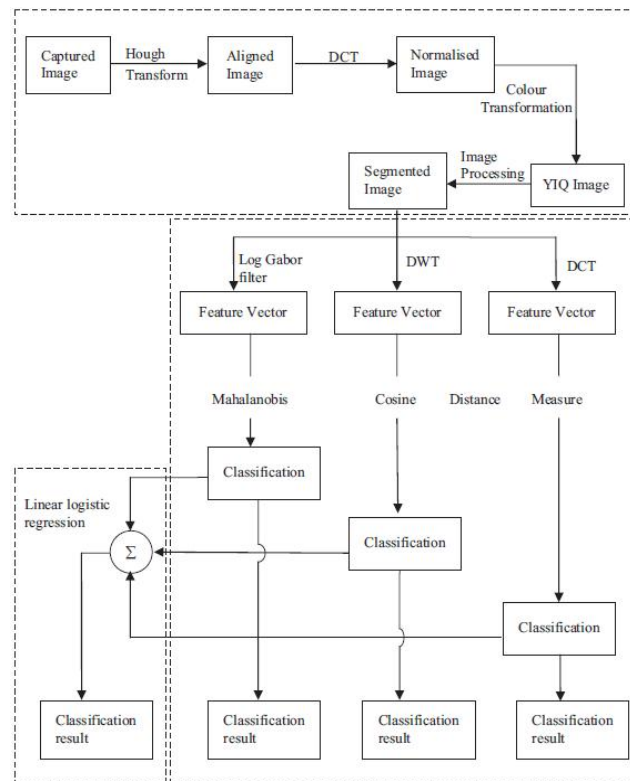 Captured
Image
Hough
Transform
Aligned
Image
DCT
Normalised
Image
Colour
Transformation
Segmented
Image
Image
Processing
YIQ Image
Log Gabor
filter
DWT
DCT
Feature Vector
Feature Vector
Feature Vector
Mahalanobis
Cosine
Distance
Measure
Classification
Linear logistic
regression
Σ
Classification
Classification
Classification
result
Classification
result
Classification
result
Classification
result